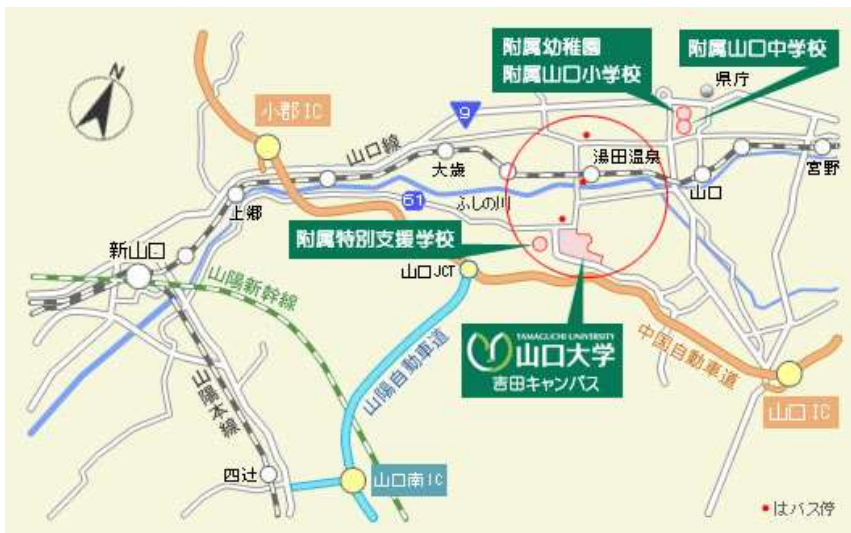 附属幼稚園
附属山口小学校
附属山口中学校
県庁
N
小郡IC
9
山口線
大歳
湯田温泉
山口
宮野
上郷
61
ふしの川
附属特別支援学校
新山口
山陽新幹線
山口JCT
YAMAGUCHI UNIVERSITY
山口大学
吉田キャンパス
中国自動車道
山陽自動車道
山陽本線
山口IC
四辻
山口南IC
●はバス停